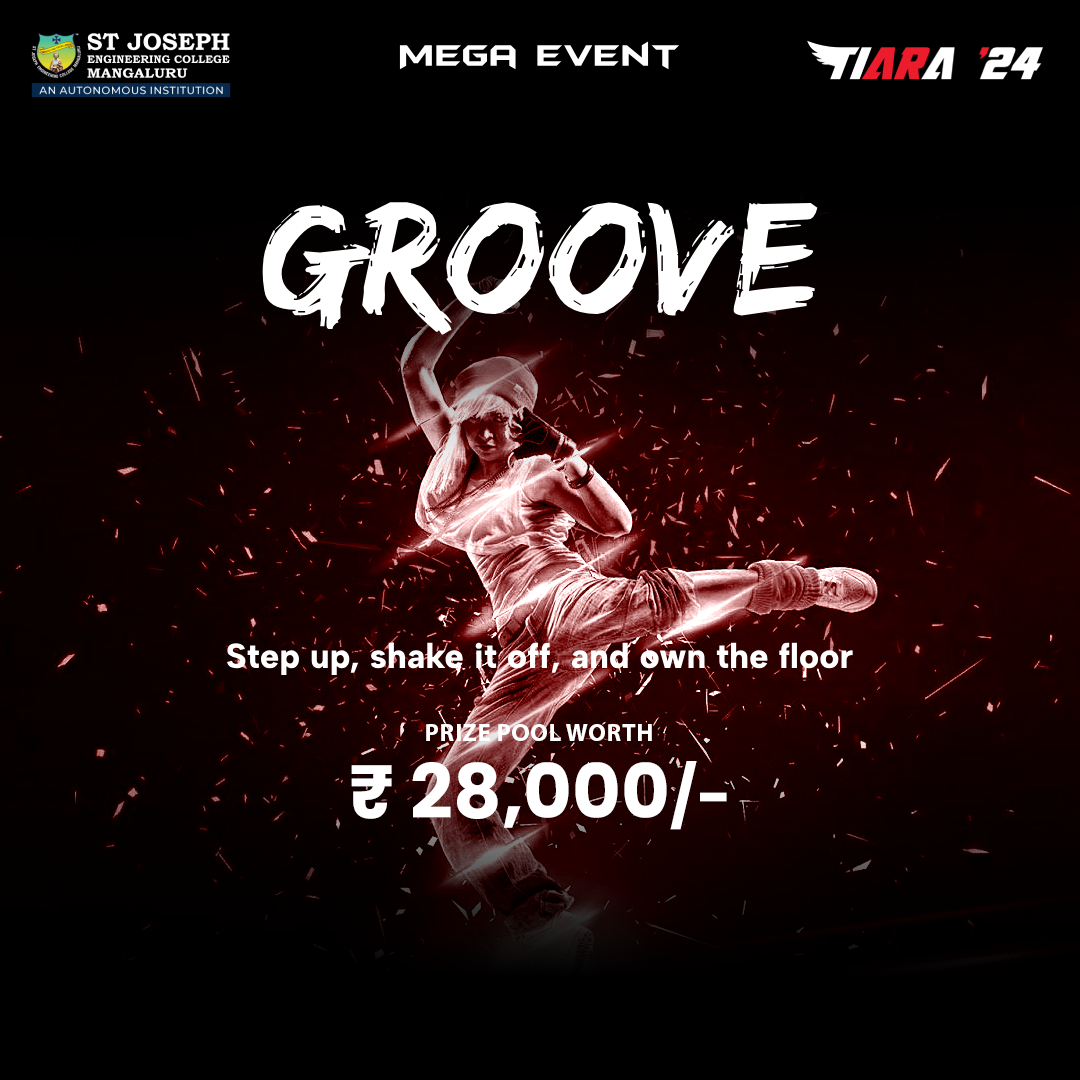 ST JOSEPH
ENGINEERING COLLEGE
MANGALURU
AN AUTONOMOUS INSTITUTION
MEGA EVENT
TIARA '24
GROOVE
Step up, shake it off, and own the floor
PRIZE POOL WORTH
₹ 28,000/-